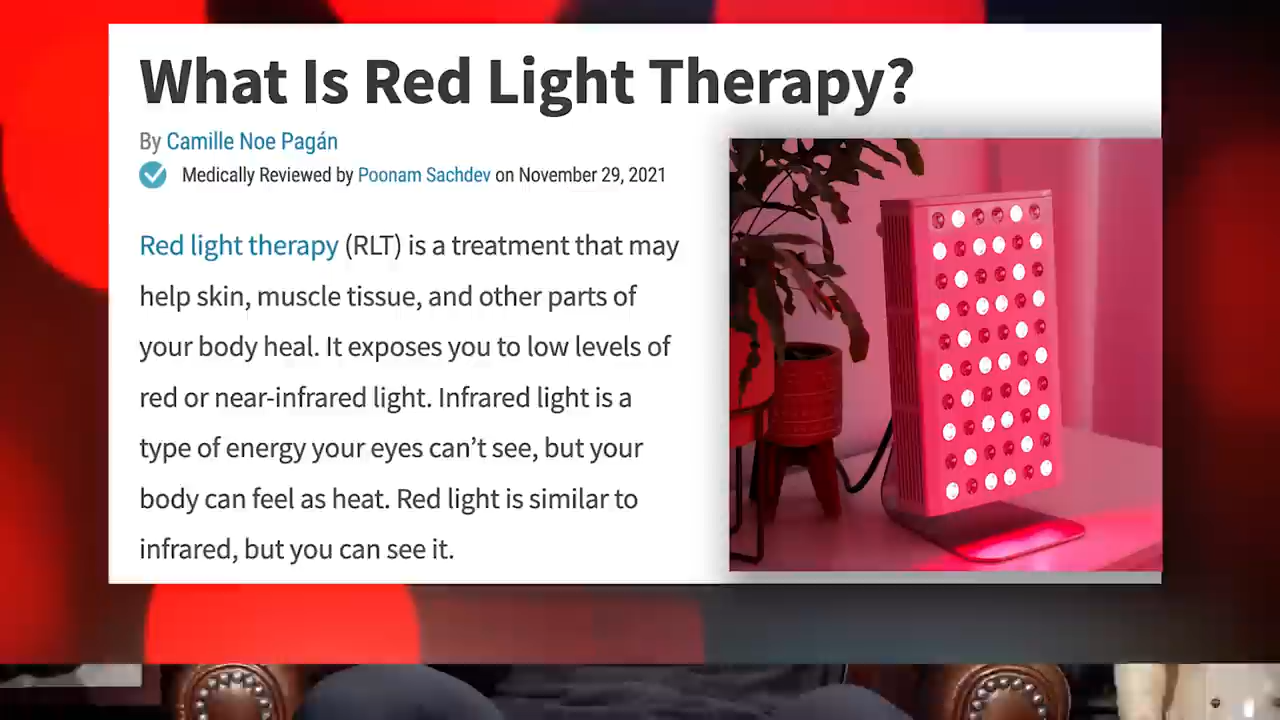 What Is Red Light Therapy?
By Camille Noe Pagán
Medically Reviewed by Poonam Sachdev on November 29, 2021
Red light therapy (RLT) is a treatment that may
help skin, muscle tissue, and other parts of
your body heal. It exposes you to low levels of
red or near-infrared light. Infrared light is a
type of energy your eyes can’t see, but your
body can feel as heat. Red light is similar to
infrared, but you can see it.